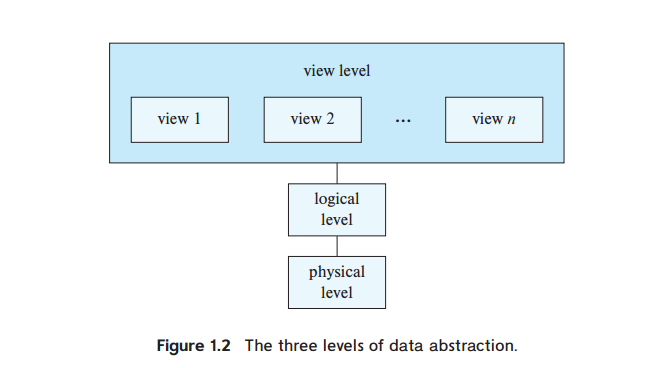 view level
view 1 view 2 ... view n
logical
level
physical
level
Figure 1.2 The three levels of data abstraction.